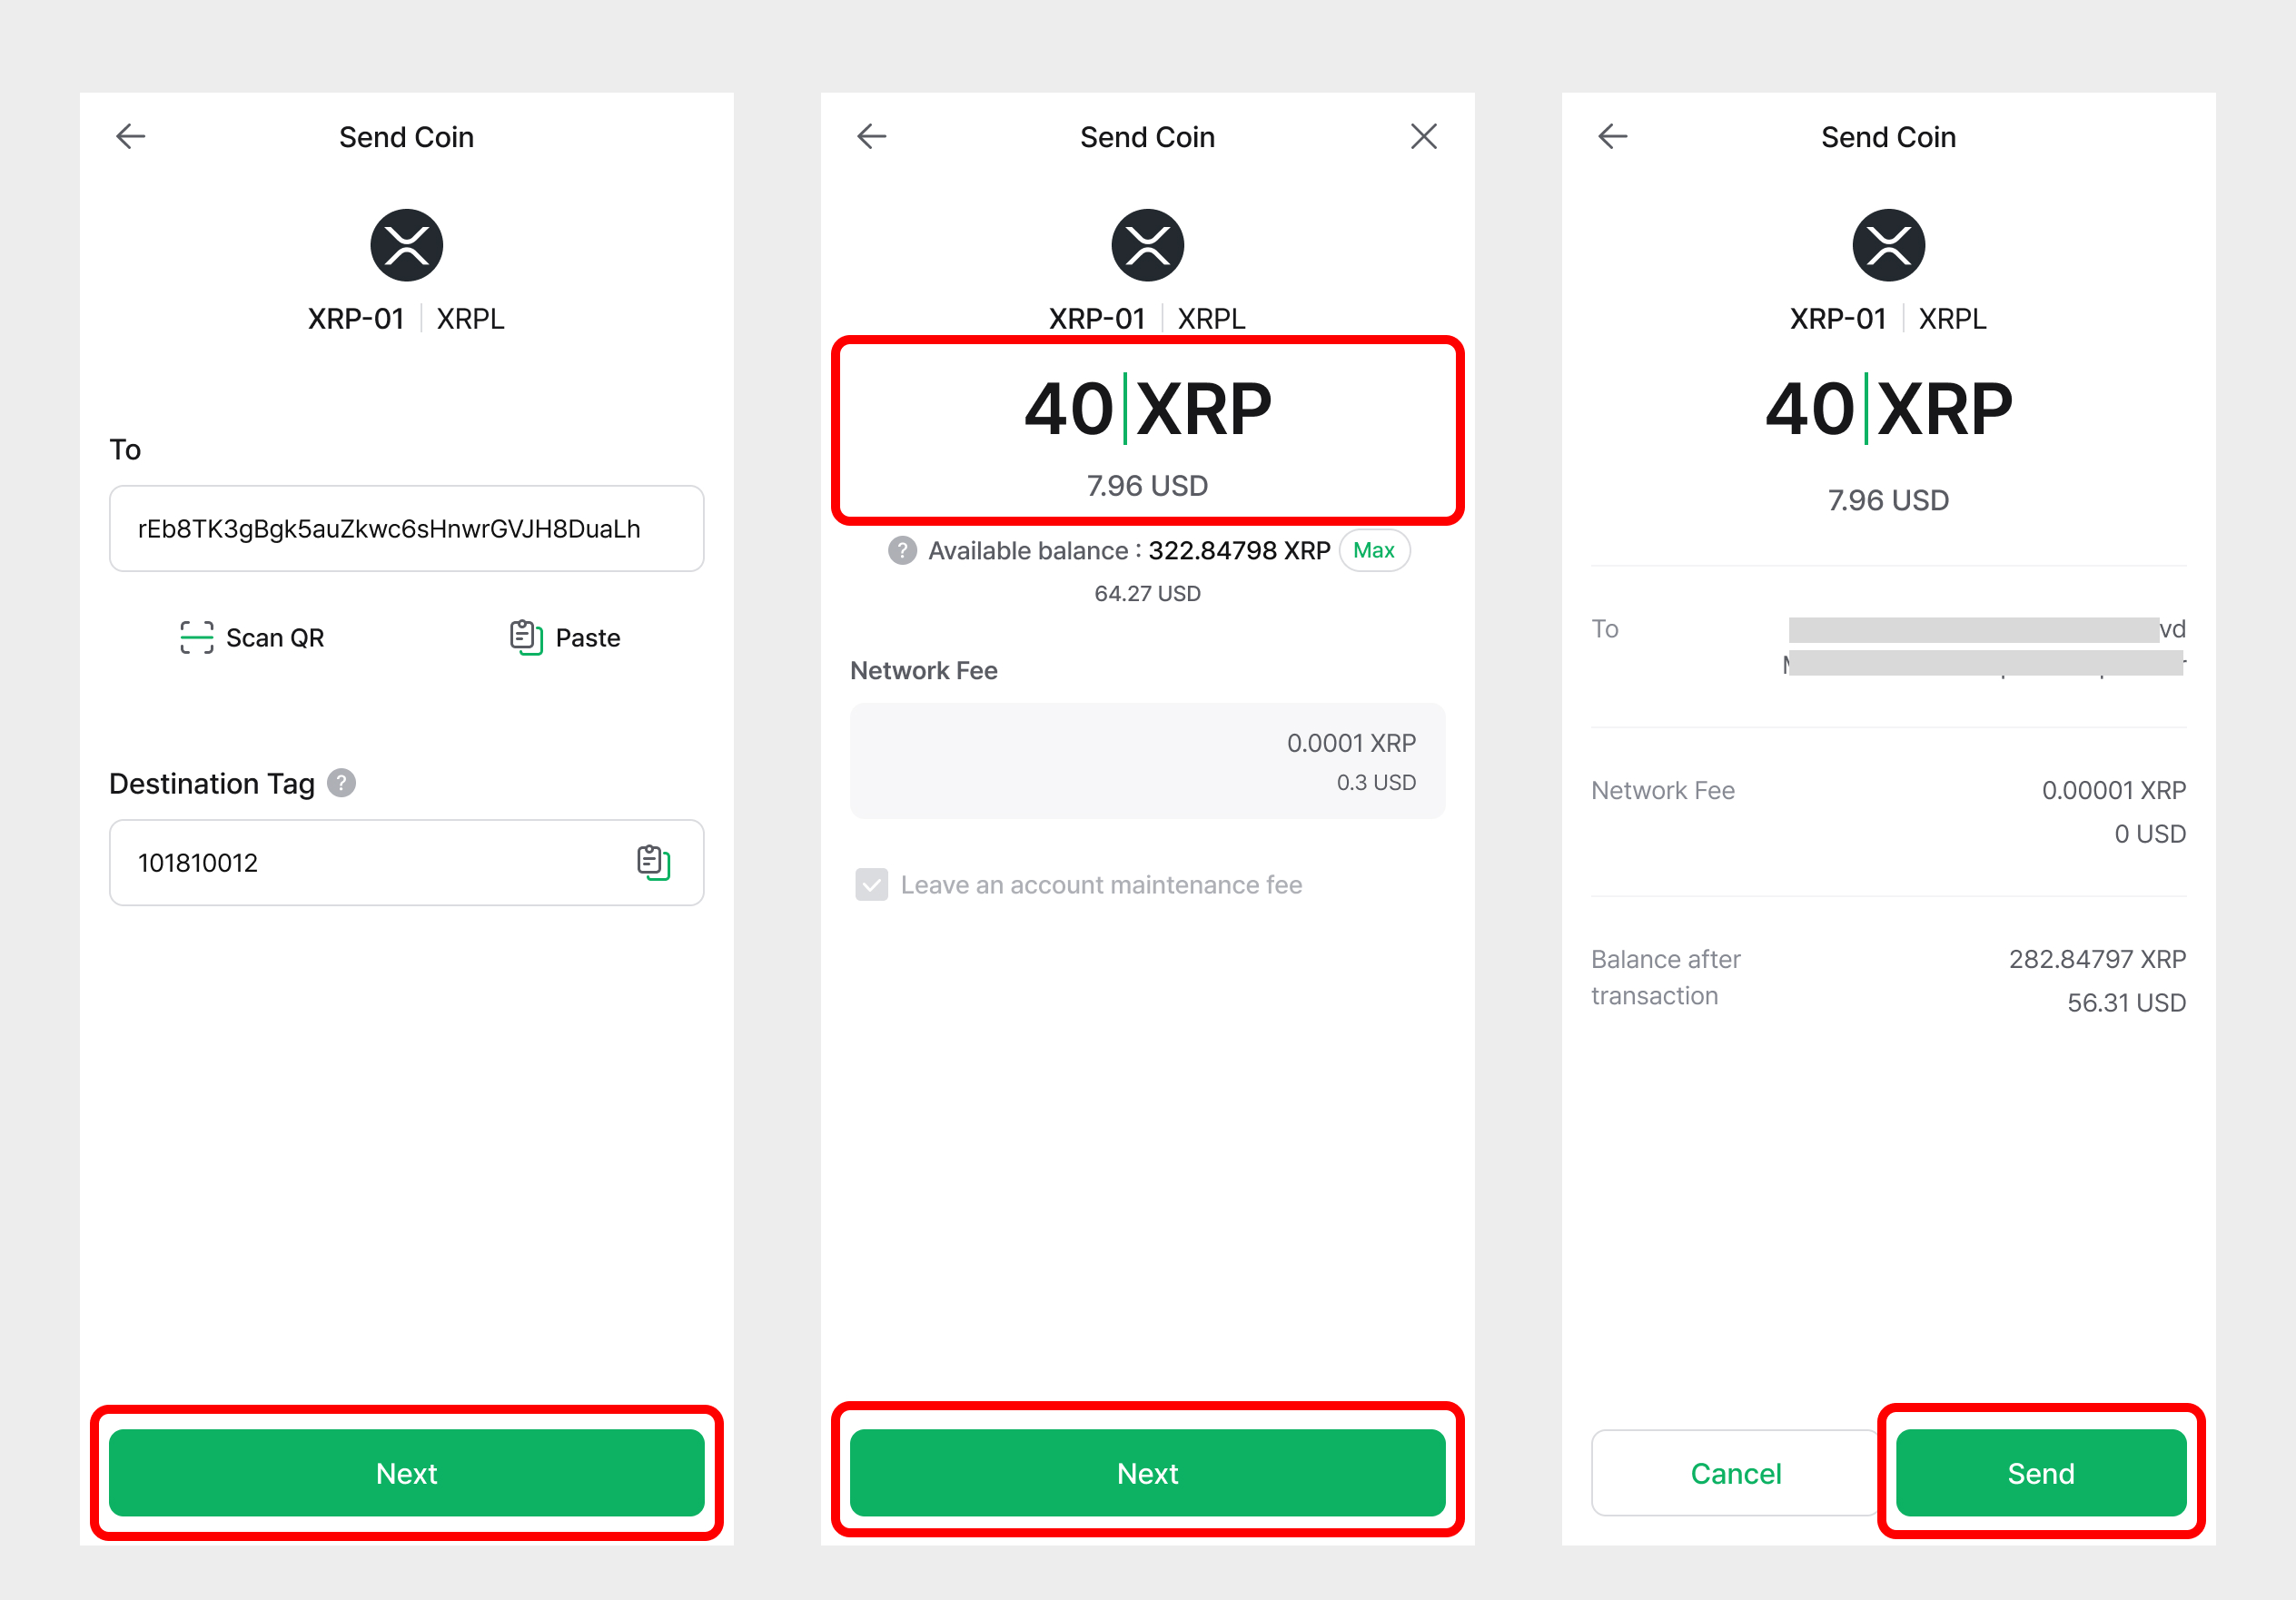 Send Coin
XRP-01 XRPL
To
rEb8TK3gBgk5auZkwc6sHnwrGVJH8DuaLh
Scan QR Paste
Destination Tag ?
101810012
Next
Send Coin
XRP-01 XRPL
40 XRP
7.96 USD
? Available balance : 322.84798 XRP Max
64.27 USD
Network Fee
0.0001 XRP
0.3 USD
Leave an account maintenance fee
Next
Send Coin
XRP-01 XRPL
40 XRP
7.96 USD
To
Network Fee 0.00001 XRP
0 USD
Balance after 282.84797 XRP
transaction 56.31 USD
Cancel Send